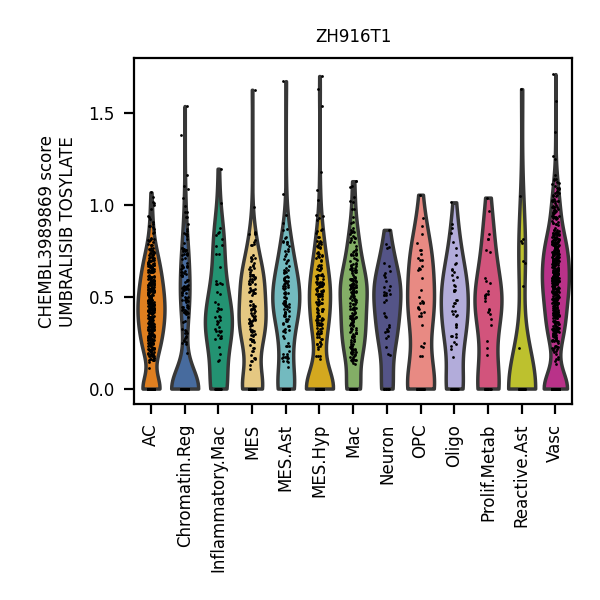 ZH916T1
CHEMBL3989869 score
UMBRALISIB TOSYLATE
1.5
1.0
0.5
0.0
AC
Chromatin.Reg
Inflammatory.Mac
MES
MES.Ast
MES.Hyp
Mac
Neuron
OPC
Oligo
Prolif.Metab
Reactive.Ast
Vasc